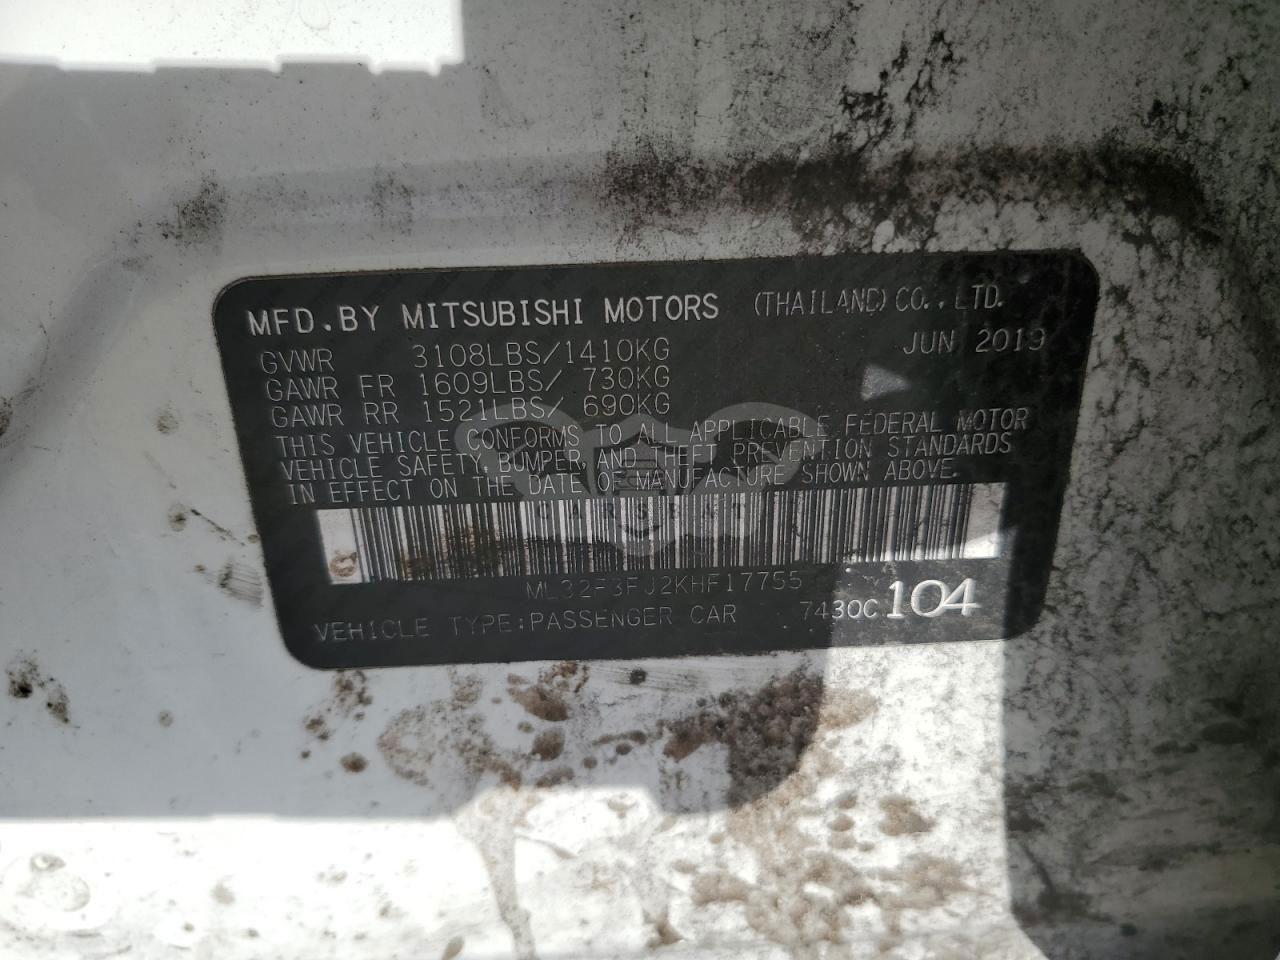 MFD.BY MITSUBISHI MOTORS (THAILAND)CO.,LTD.
GVWR 3108LBS/1410KG JUN 2019
GAWR FR 1609LBS/ 730KG
GAWR RR 1521LBS/ 690KG
THIS VEHICLE CONFORMS TO ALL APPLICABLE FEDERAL MOTOR
VEHICLE SAFETY, BUMPER, AND THEFT PREVENTION STANDARDS
IN EFFECT ON THE DATE OF MANUFACTURE SHOWN ABOVE.
CARSBAT
ML32F3FJ2KHF17755
VEHICLE TYPE:PASSENGER CAR 7430C 104